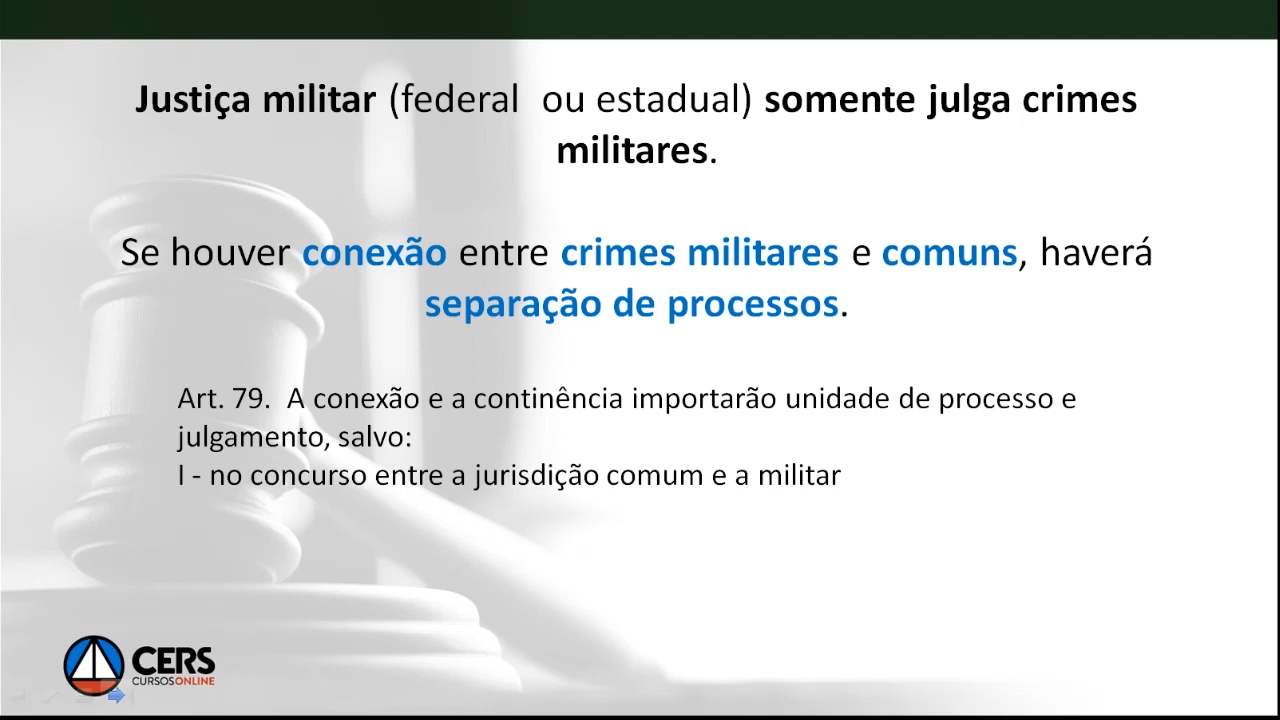 Justiça militar (federal ou estadual) somente julga crimes
militares.
Se houver conexão entre crimes militares e comuns, haverá
separação de processos.
Art. 79. A conexão e a continência importarão unidade de processo e
julgamento, salvo:
I - no concurso entre a jurisdição comum e a militar
CERS
CURSOSONLINE